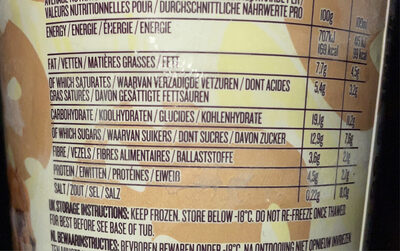 VALEURS NUTRITIONNELLES POUR / DURCHSCHNITTLICHE NÄHRWERTE PRO 100g
ENERGY / ENERGIE / ÉNERGIE / ENERGIE
FAT / VETTEN / MATIÈRES GRASSES / FETT 7,7g
OF WHICH SATURATES / WAARVAN VERZADIGDE VETZUREN / DONT ACIDES 5,4g
GRAS SATURÉS / DAVON GESÄTTIGTE FETTSÄUREN
CARBOHYDRATE / KOOLHYDRATEN / GLUCIDES / KOHLENHYDRATE
OF WHICH SUGARS / WAARVAN SUIKERS / DONT SUCRES / DAVON ZUCKER 12,9g
FIBRE / VEZELS / FIBRES ALIMENTAIRES / BALLASTSTOFFE 3,6g
PROTEIN / EIWITTEN / PROTÉINES / EIWEIß 4,5g
SALT / ZOUT / SEL / SALZ 0,22g
UK STORAGE INSTRUCTIONS: KEEP FROZEN. STORE BELOW -18°C. DO NOT RE-FREEZE ONCE THAWED.
FOR BEST BEFORE SEE BASE OF TUB.
NL BEWAARINSTRUCTIES: BEVROREN BEWAREN ONDER -18°C. NA ONTDOOIING NIET OPNIEUW INVRIEZEN.